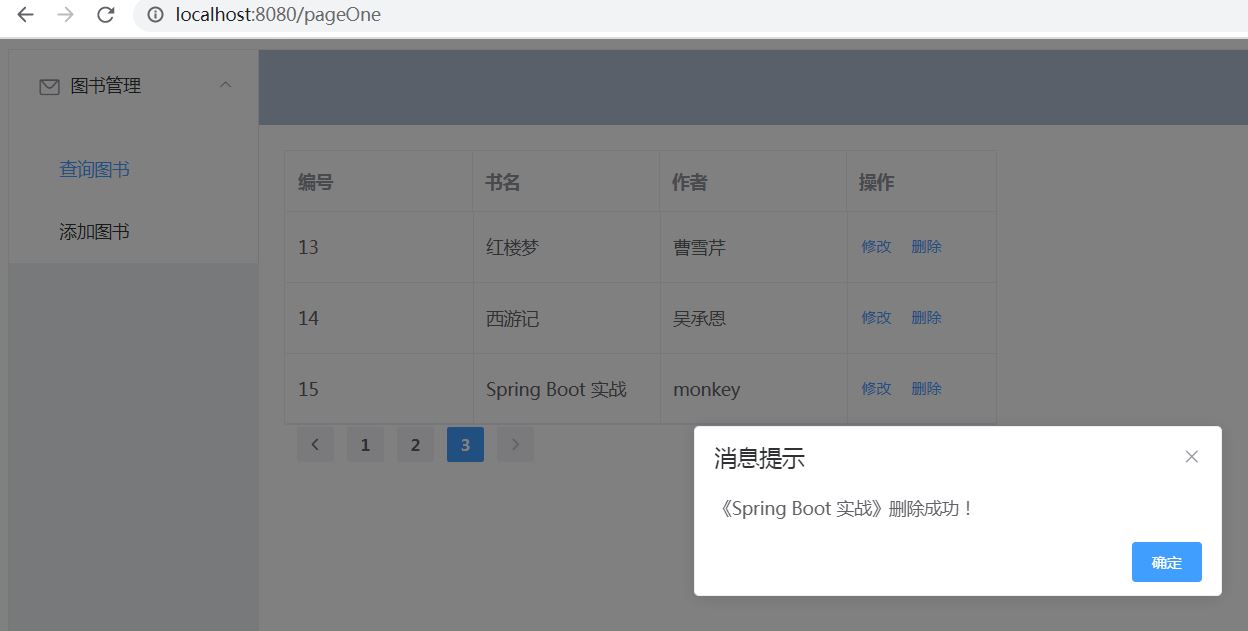 localhost:8080/pageOne
图书管理
查询图书
添加图书
编号 书名 作者 操作
13 红楼梦 曹雪芹 修改 删除
14 西游记 吴承恩 修改 删除
15 Spring Boot 实战 monkey 修改 删除
1 2 3
消息提示
《Spring Boot 实战》删除成功！
确定